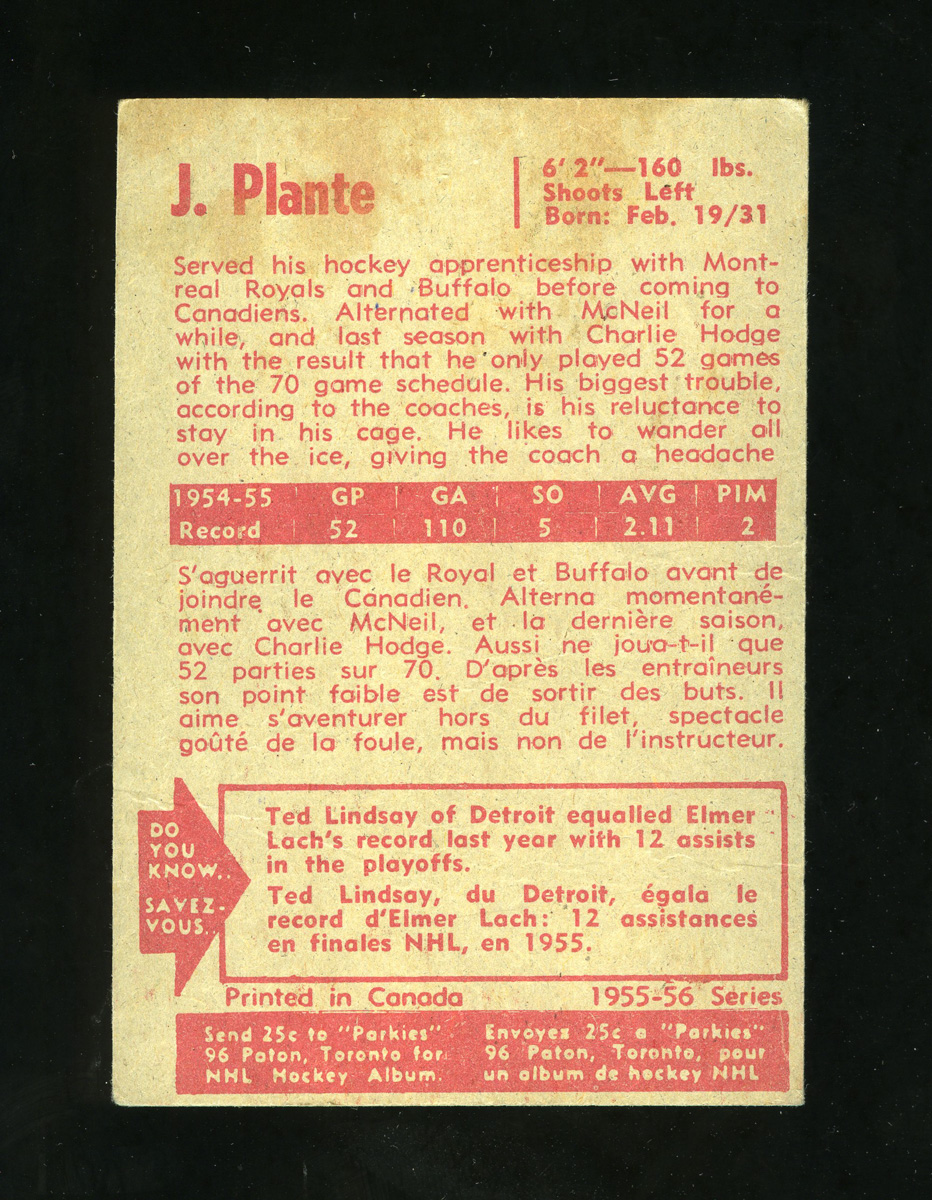 J. Plante
6' 2"—160 lbs.
Shoots Left
Born: Feb. 19/31
Served his hockey apprenticeship with Mont-
real Royals and Buffalo before coming to
Canadiens. Alternated with McNeil for a
while, and last season with Charlie Hodge
with the result that he only played 52 games
of the 70 game schedule. His biggest trouble,
according to the coaches, is his reluctance to
stay in his cage. He likes to wander all
over the ice, giving the coach a headache
1954-55 | GP | GA | SO | AVG | PIM
Record 52 110 5 2.11 2
S'aguerrit avec le Royal et Buffalo avant de
joindre le Canadien. Alterna momentané-
ment avec McNeil, et la dernière saison,
avec Charlie Hodge. Aussi ne joua-t-il que
52 parties sur 70. D'après les entraîneurs
son point faible est de sortir des buts. Il
aime s'aventurer hors du filet, spectacle
goûté de la foule, mais non de l'instructeur.
DO
YOU
KNOW..
SAVEZ-
VOUS..
Ted Lindsay of Detroit equalled Elmer
Lach's record last year with 12 assists
in the playoffs.
Ted Lindsay, du Detroit, égala le
record d'Elmer Lach: 12 assistances
en finales NHL, en 1955.
Printed in Canada
1955-56 Series
Send 25c to "Parkies"
96 Paton, Toronto for
NHL Hockey Album.
Envoyez 25c a "Parkies"
96 Paton, Toronto, pour
un album de hockey NHL